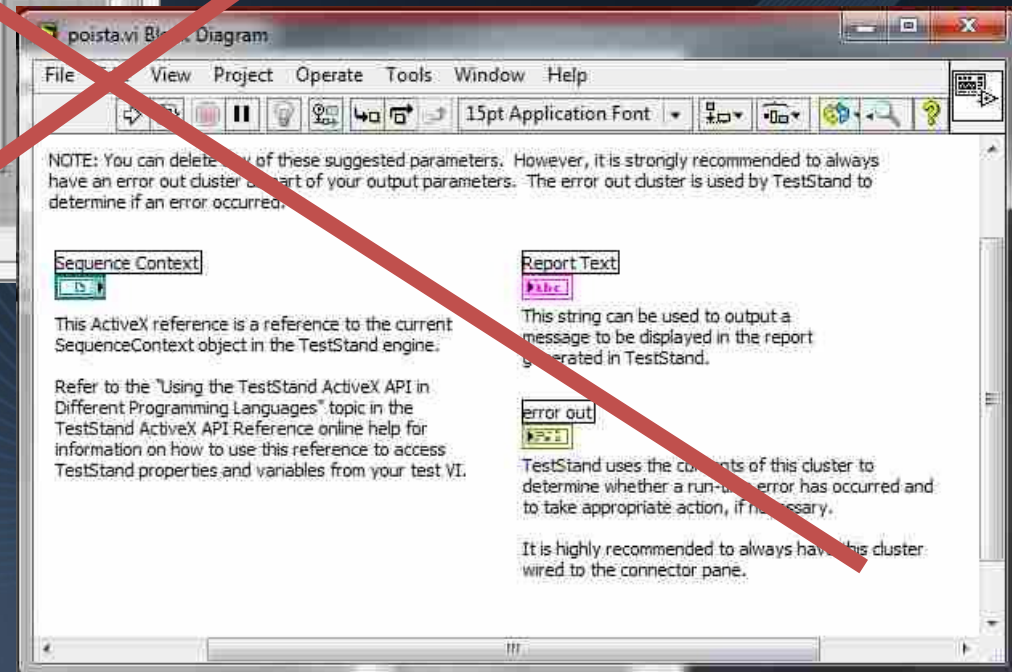 poista.vi Diagram
File View Project Operate Tools Window Help
15pt Application Font
NOTE: You can delete of these suggested parameters. However, it is strongly recommended to always
have an error out cluster part of your output parameters. The error out cluster is used by TestStand to
determine if an error occurred.
Sequence Context
This ActiveX reference is a reference to the current
SequenceContext object in the TestStand engine.
Refer to the "Using the TestStand ActiveX API in
Different Programming Languages" topic in the
TestStand ActiveX API Reference online help for
information on how to use this reference to access
TestStand properties and variables from your test VI.
Report Text
abc
This string can be used to output a
message to be displayed in the report
generated in TestStand.
error out
TestStand uses the contents of this cluster to
determine whether a run-time error has occurred and
to take appropriate action, if necessary.
It is highly recommended to always have this cluster
wired to the connector pane.